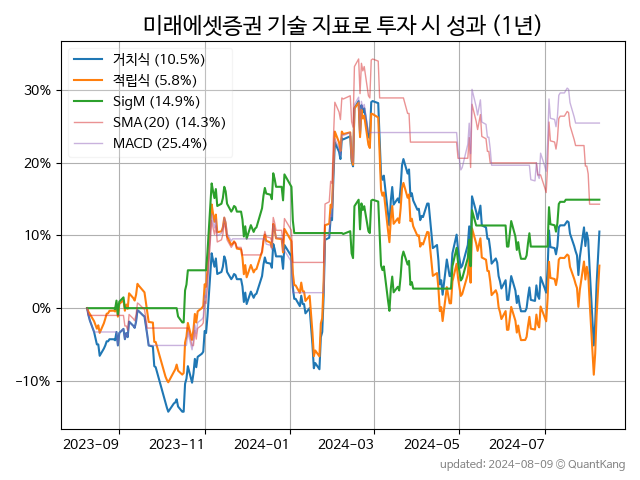 미래에셋증권 기술 지표로 투자 시 성과 (1년)
거치식 (10.5%)
적립식 (5.8%)
SigM (14.9%)
SMA(20) (14.3%)
MACD (25.4%)
30%
20%
10%
0%
−10%
2023-09 2023-11 2024-01 2024-03 2024-05 2024-07
updated: 2024-08-09 © QuantKang